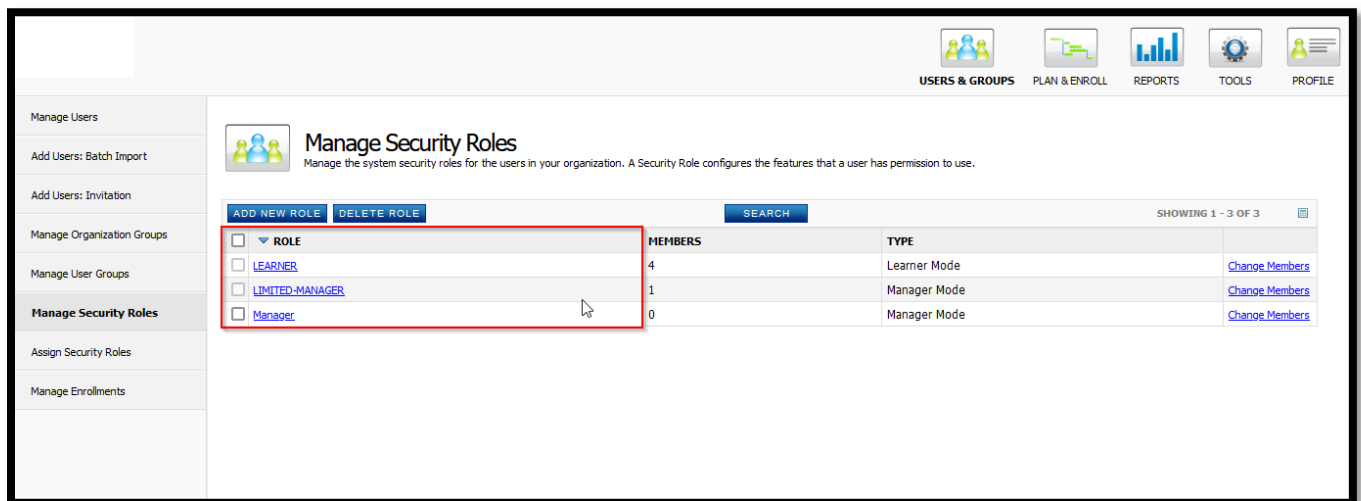 USERS & GROUPS PLAN & ENROLL REPORTS TOOLS PROFILE
Manage Users
Add Users: Batch Import
Add Users: Invitation
Manage Organization Groups
Manage User Groups
Manage Security Roles
Assign Security Roles
Manage Enrollments
Manage Security Roles
Manage the system security roles for the users in your organization. A Security Role configures the features that a user has permission to use.
ADD NEW ROLE DELETE ROLE SEARCH SHOWING 1 - 3 OF 3
ROLE MEMBERS TYPE
LEARNER 4 Learner Mode Change Members
LIMITED-MANAGER 1 Manager Mode Change Members
Manager 0 Manager Mode Change Members